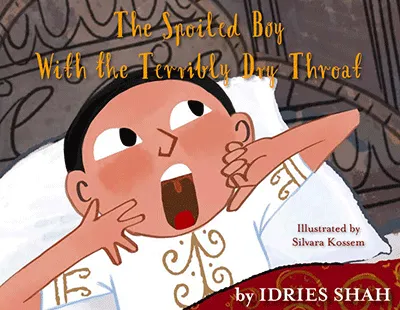 The Spoiled Boy
With the Terribly Dry Throat
Illustrated by
Silvara Kossem
by IDRIES SHAH